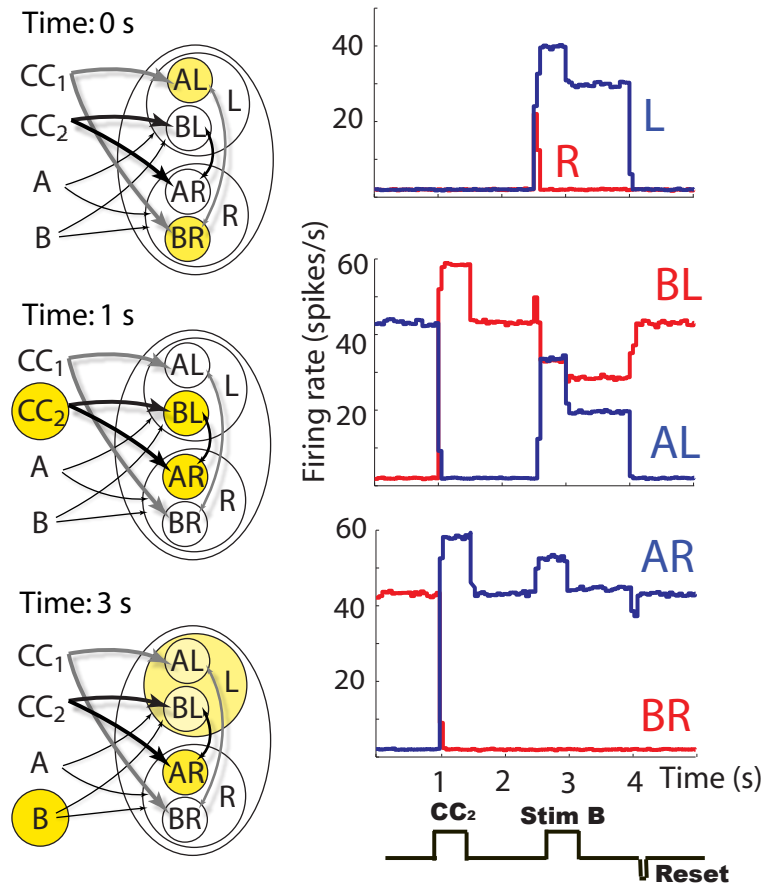 Time: 0 s
CC₁
CC₂
A
B
AL
BL
AR
BR
L
R
Time: 1 s
CC₁
CC₂
A
B
AL
BL
AR
BR
L
R
Time: 3 s
CC₁
CC₂
A
B
AL
BL
AR
BR
L
R
Firing rate (spikes/s)
40
20
L
R
60
40
20
BL
AL
60
40
20
AR
BR
1 2 3 4 Time (s)
CC₂ Stim B
Reset